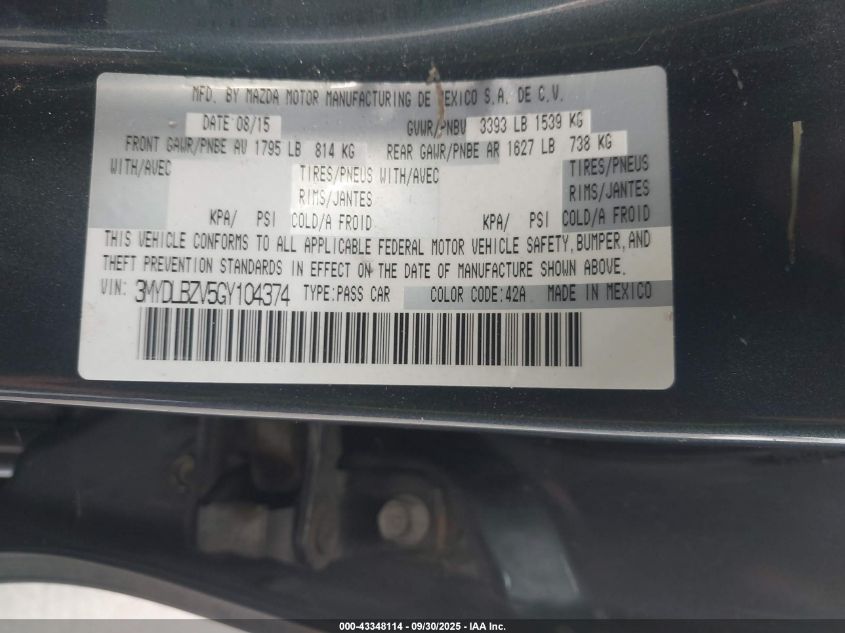 MFD. BY MAZDA MOTOR MANUFACTURING DE MEXICO S.A. DE C.V.
DATE 08/15 GVWR/PNBV 3393 LB 1539 KG
FRONT GAWR/PNBE AV 1795 LB 814 KG REAR GAWR/PNBE AR 1627 LB 738 KG
WITH/AVEC TIRES/PNEUS WITH/AVEC TIRES/PNEUS
RIMS/JANTES RIMS/JANTES
KPA/ PSI COLD/A FROID KPA/ PSI COLD/A FROID
THIS VEHICLE CONFORMS TO ALL APPLICABLE FEDERAL MOTOR VEHICLE SAFETY, BUMPER, AND
THEFT PREVENTION STANDARDS IN EFFECT ON THE DATE OF MANUFACTURE SHOWN ABOVE.
VIN: 3MYDLBZV5GY104374 TYPE:PASS CAR COLOR CODE:42A MADE IN MEXICO
000-43348114 - 09/30/2025 - IAA Inc.